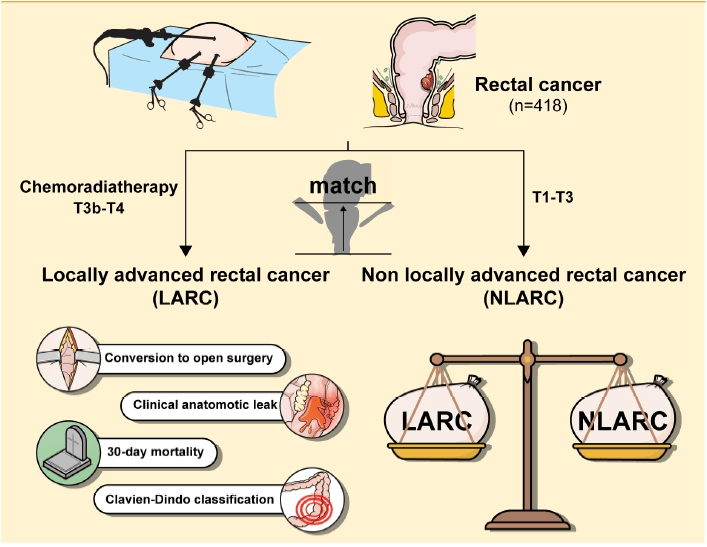 Rectal cancer
(n=418)
Chemoradiatherapy
T3b-T4
match
T1-T3
Locally advanced rectal cancer
(LARC)
Non locally advanced rectal cancer
(NLARC)
Conversion to open surgery
Clinical anatomotic leak
30-day mortality
Clavien-Dindo classification
LARC
NLARC